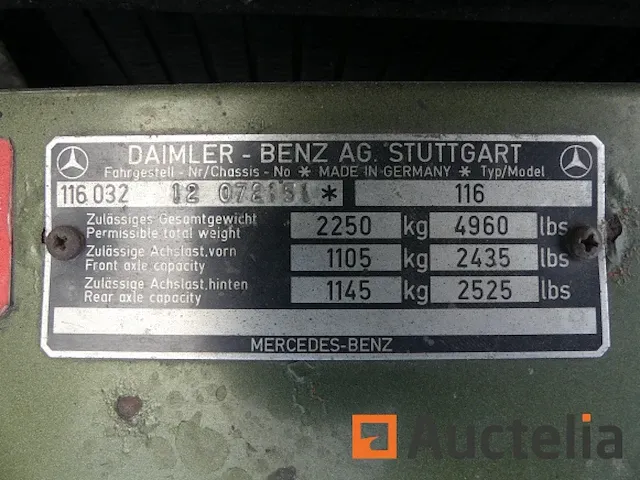 DAIMLER - BENZ AG. STUTTGART
Fahrgestell - Nr/Chassis - No * MADE IN GERMANY * Typ/Model
116 032 12 072151 * 116
Zulässiges Gesamtgewicht
Permissible total weight 2250 kg 4960 lbs
Zulässige Achslast, vorn
Front axle capacity 1105 kg 2435 lbs
Zulässige Achslast, hinten
Rear axle capacity 1145 kg 2525 lbs
MERCEDES-BENZ
Auctelia